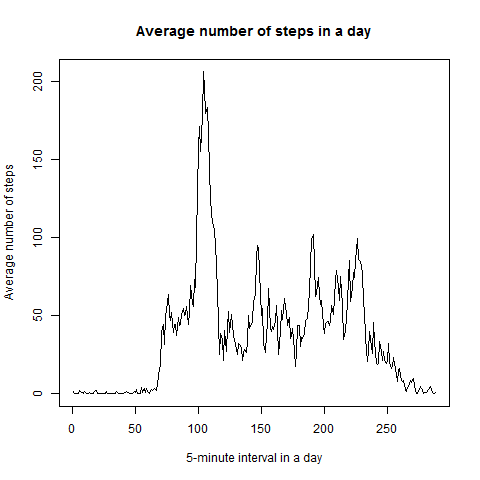 Average number of steps in a day
Average number of steps
200
150
100
50
0
0 50 100 150 200 250
5-minute interval in a day